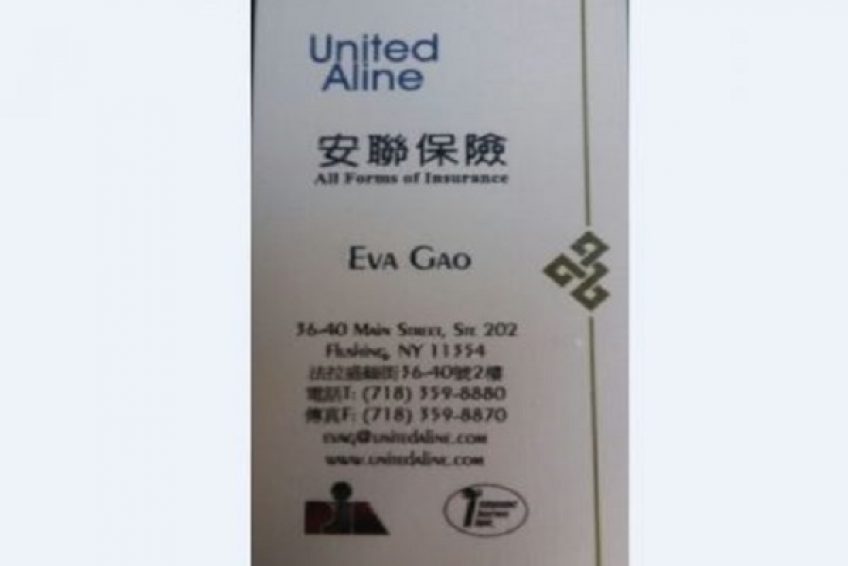 United
Aline
安聯保險
All Forms of Insurance
EVA GAO
36-40 MAIN STREET, STE 202
FLUSHING, NY 11354
法拉盛緬街36-40號2樓
電話T: (718) 359-8880
傳真F: (718) 359-8870
EVAG@UNITEDALINE.COM
WWW.UNITEDALINE.COM
PIA